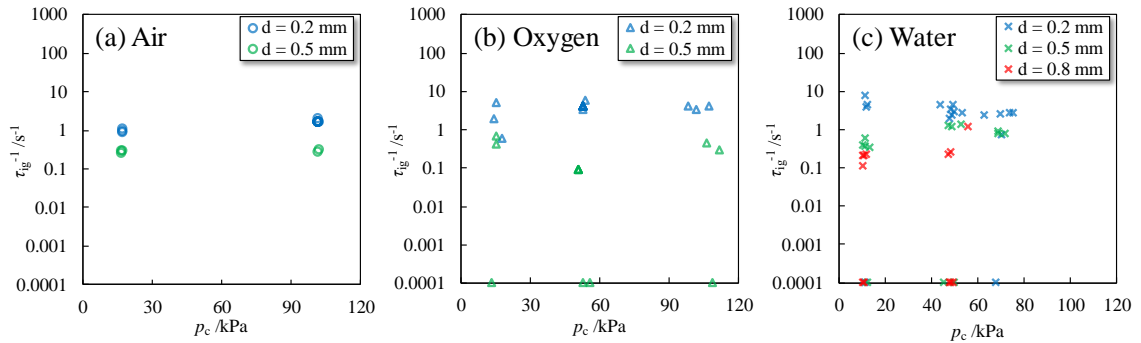 (a) Air
d = 0.2 mm
d = 0.5 mm
1000
100
10
1
0.1
0.01
0.001
0.0001
τig-1 /s-1
0
30
60
90
120
pc /kPa
(b) Oxygen
d = 0.2 mm
d = 0.5 mm
1000
100
10
1
0.1
0.01
0.001
0.0001
τig-1 /s-1
0
30
60
90
120
pc /kPa
(c) Water
d = 0.2 mm
d = 0.5 mm
d = 0.8 mm
1000
100
10
1
0.1
0.01
0.001
0.0001
τig-1 /s-1
0
20
40
60
80
100
120
pc /kPa